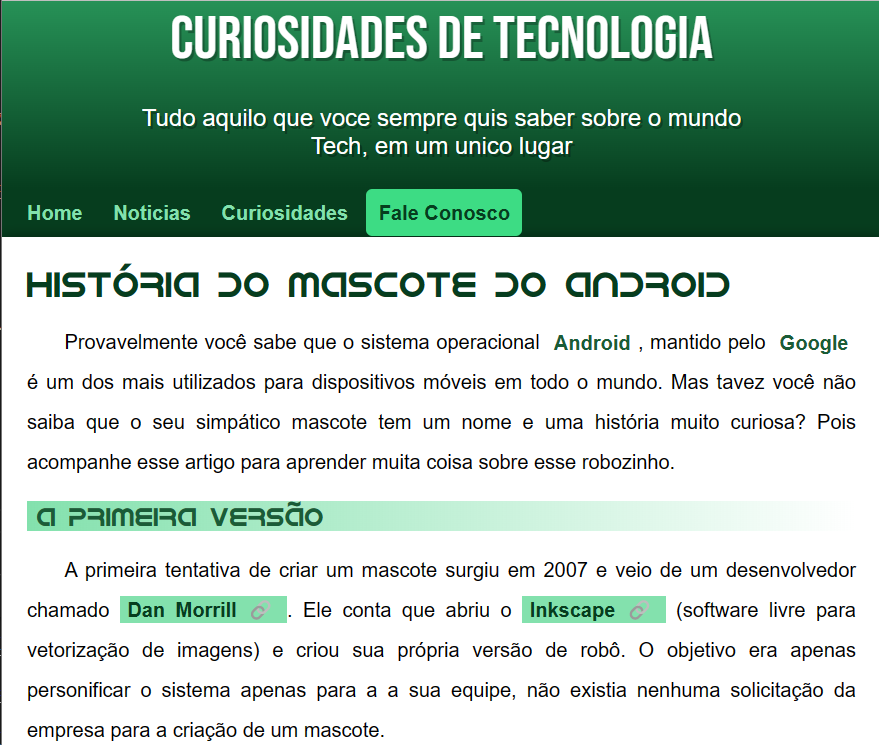 CURIOSIDADES DE TECNOLOGIA
Tudo aquilo que voce sempre quis saber sobre o mundo
Tech, em um unico lugar
Home Noticias Curiosidades Fale Conosco
História do Mascote do Android
Provavelmente você sabe que o sistema operacional Android , mantido pelo Google
é um dos mais utilizados para dispositivos móveis em todo o mundo. Mas tavez você não
saiba que o seu simpático mascote tem um nome e uma história muito curiosa? Pois
acompanhe esse artigo para aprender muita coisa sobre esse robozinho.
A primeira versão
A primeira tentativa de criar um mascote surgiu em 2007 e veio de um desenvolvedor
chamado Dan Morrill . Ele conta que abriu o Inkscape (software livre para
vetorização de imagens) e criou sua própria versão de robô. O objetivo era apenas
personificar o sistema apenas para a a sua equipe, não existia nenhuma solicitação da
empresa para a criação de um mascote.